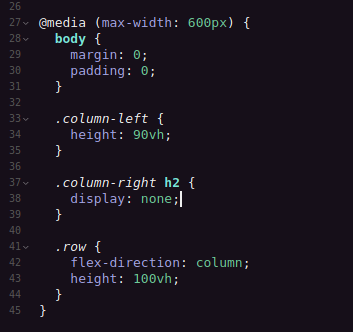 26
27 @media (max-width: 600px) {
28   body {
29     margin: 0;
30     padding: 0;
31   }
32
33   .column-left {
34     height: 90vh;
35   }
36
37   .column-right h2 {
38     display: none;
39   }
40
41   .row {
42     flex-direction: column;
43     height: 100vh;
44   }
45 }